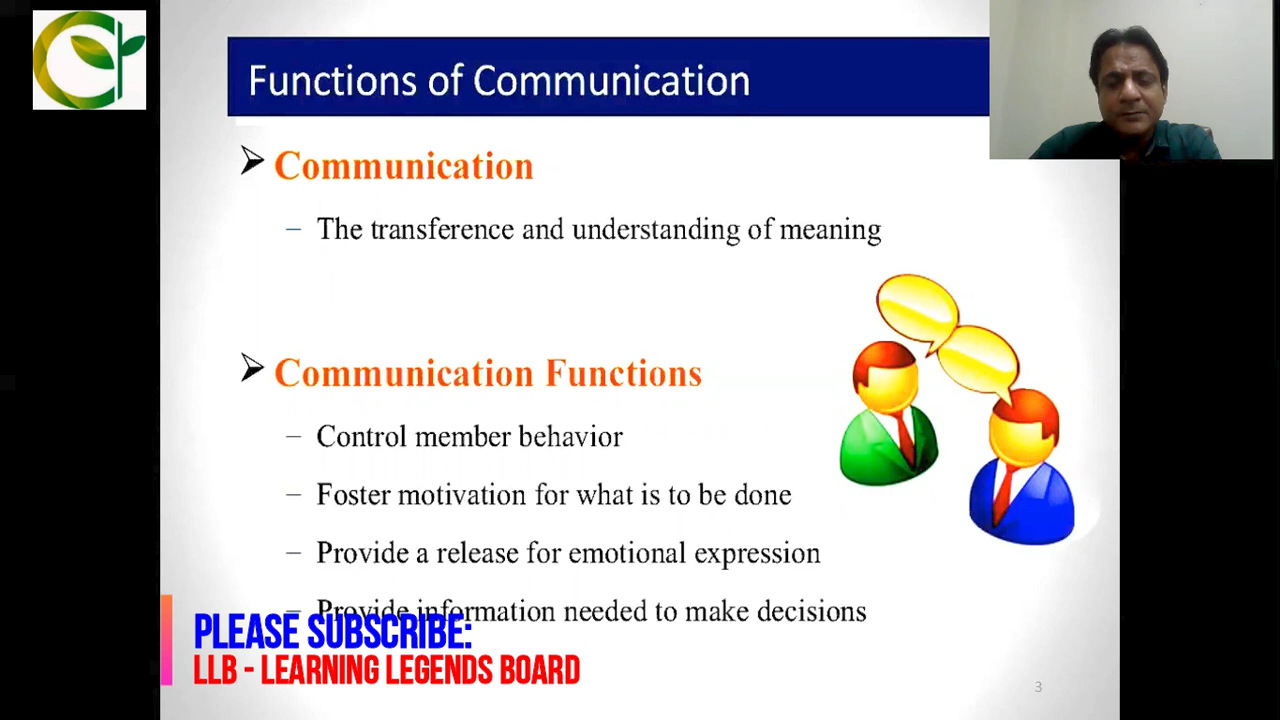 Functions of Communication
Communication
– The transference and understanding of meaning
Communication Functions
– Control member behavior
– Foster motivation for what is to be done
– Provide a release for emotional expression
– Provide information needed to make decisions
PLEASE SUBSCRIBE:
LLB - LEARNING LEGENDS BOARD
3